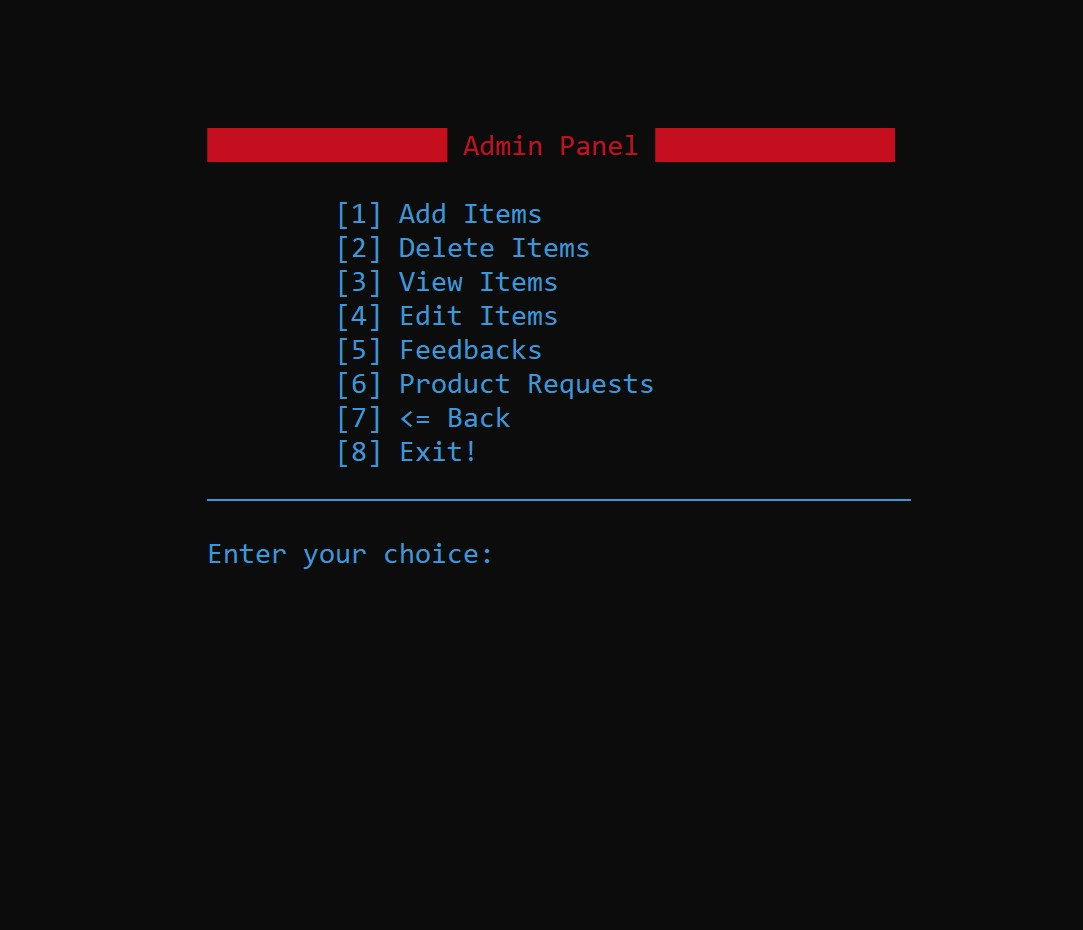 Admin Panel
[1] Add Items
[2] Delete Items
[3] View Items
[4] Edit Items
[5] Feedbacks
[6] Product Requests
[7] <= Back
[8] Exit!
Enter your choice: